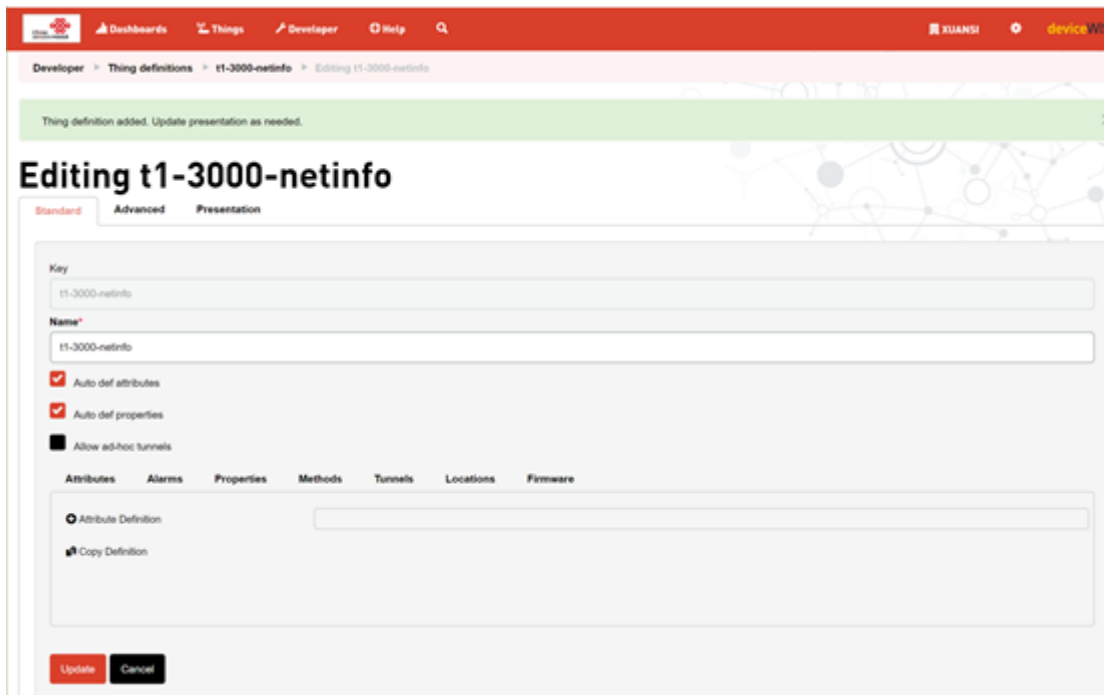 Dashboards Things Developer Help XUANSI deviceWI
Developer Thing definitions t1-3000-netinfo Editing t1-3000-netinfo
Thing definition added. Update presentation as needed.
Editing t1-3000-netinfo
Standard Advanced Presentation
Key
t1-3000-netinfo
Name*
t1-3000-netinfo
Auto def attributes
Auto def properties
Allow ad-hoc tunnels
Attributes Alarms Properties Methods Tunnels Locations Firmware
Attribute Definition
Copy Definition
Update Cancel